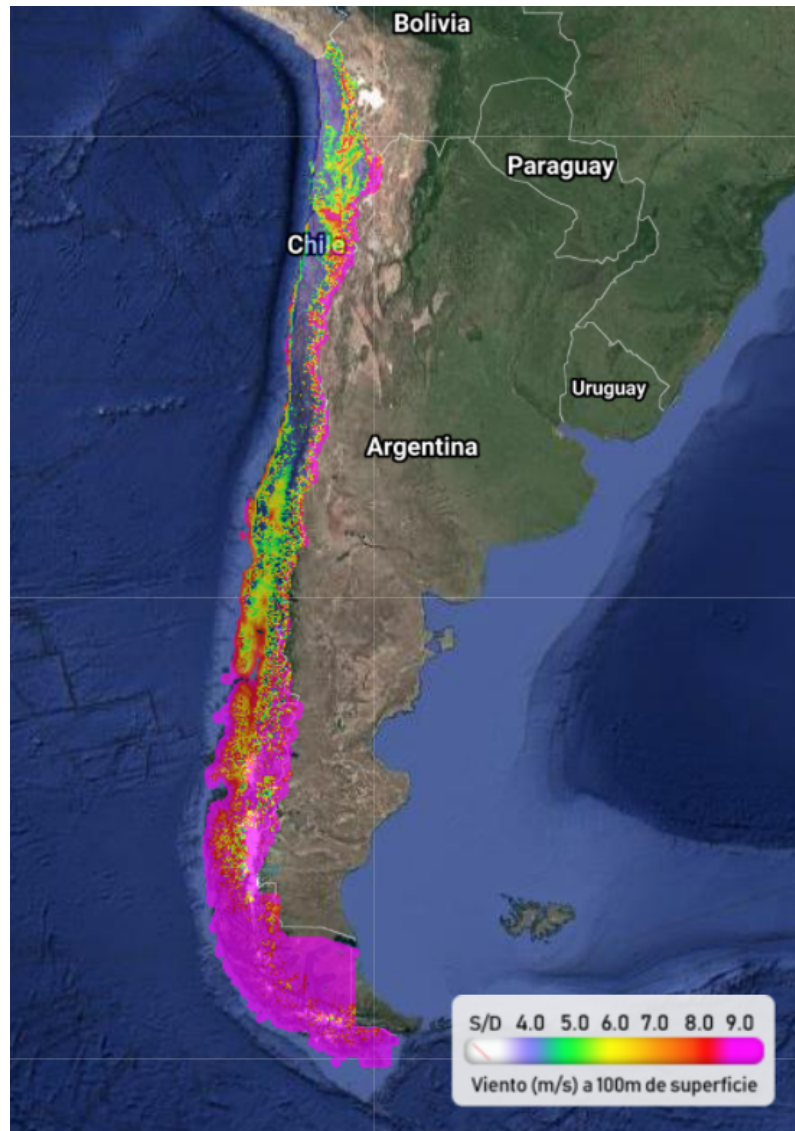 Bolivia
Paraguay
Chile
Uruguay
Argentina
S/D 4.0 5.0 6.0 7.0 8.0 9.0
Viento (m/s) a 100m de superficie